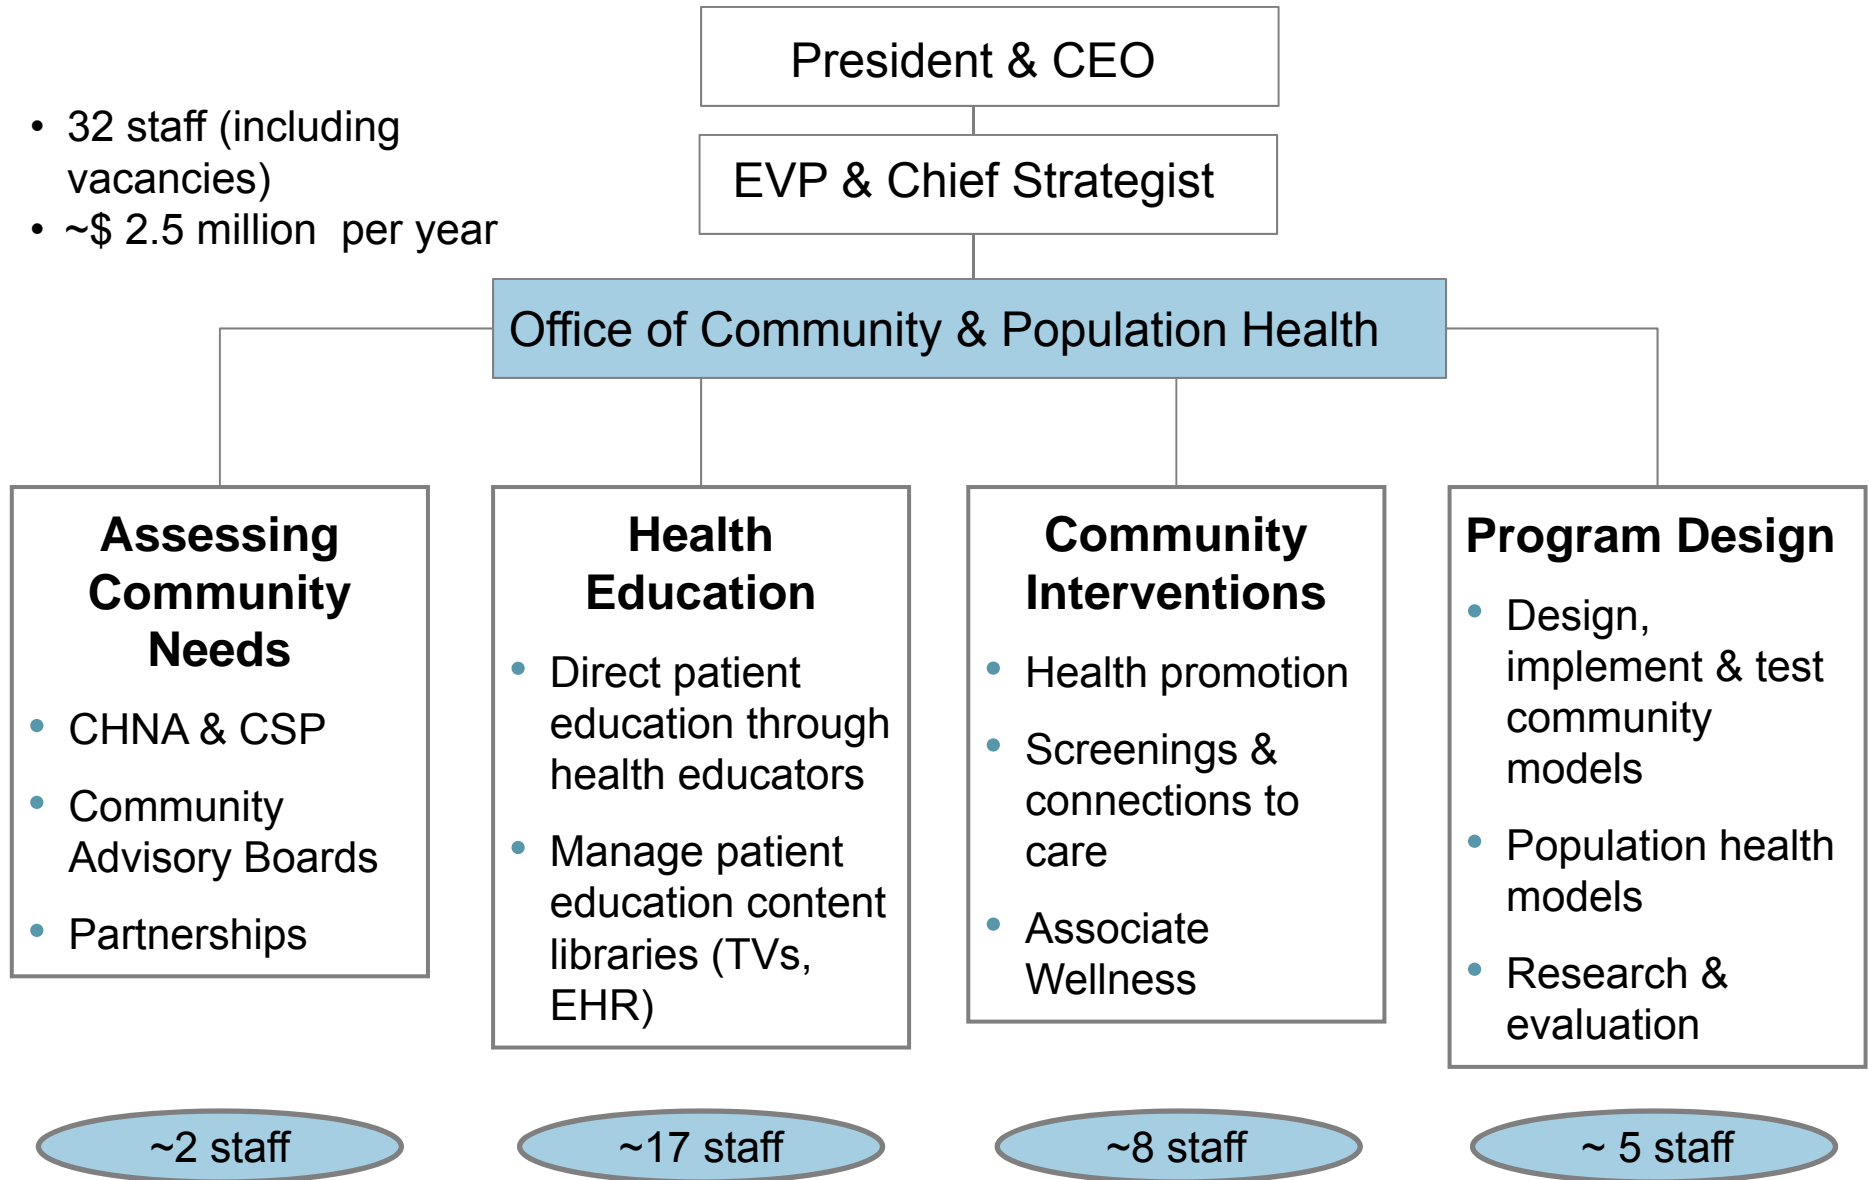 President & CEO
• 32 staff (including
vacancies)
• ~$ 2.5 million  per year
EVP & Chief Strategist
Office of Community & Population Health
Assessing
Community
Needs
• CHNA & CSP
• Community
Advisory Boards
• Partnerships
~2 staff
Health
Education
• Direct patient
education through
health educators
• Manage patient
education content
libraries (TVs,
EHR)
~17 staff
Community
Interventions
• Health promotion
• Screenings &
connections to
care
• Associate
Wellness
~8 staff
Program Design
• Design,
implement & test
community
models
• Population health
models
• Research &
evaluation
~ 5 staff